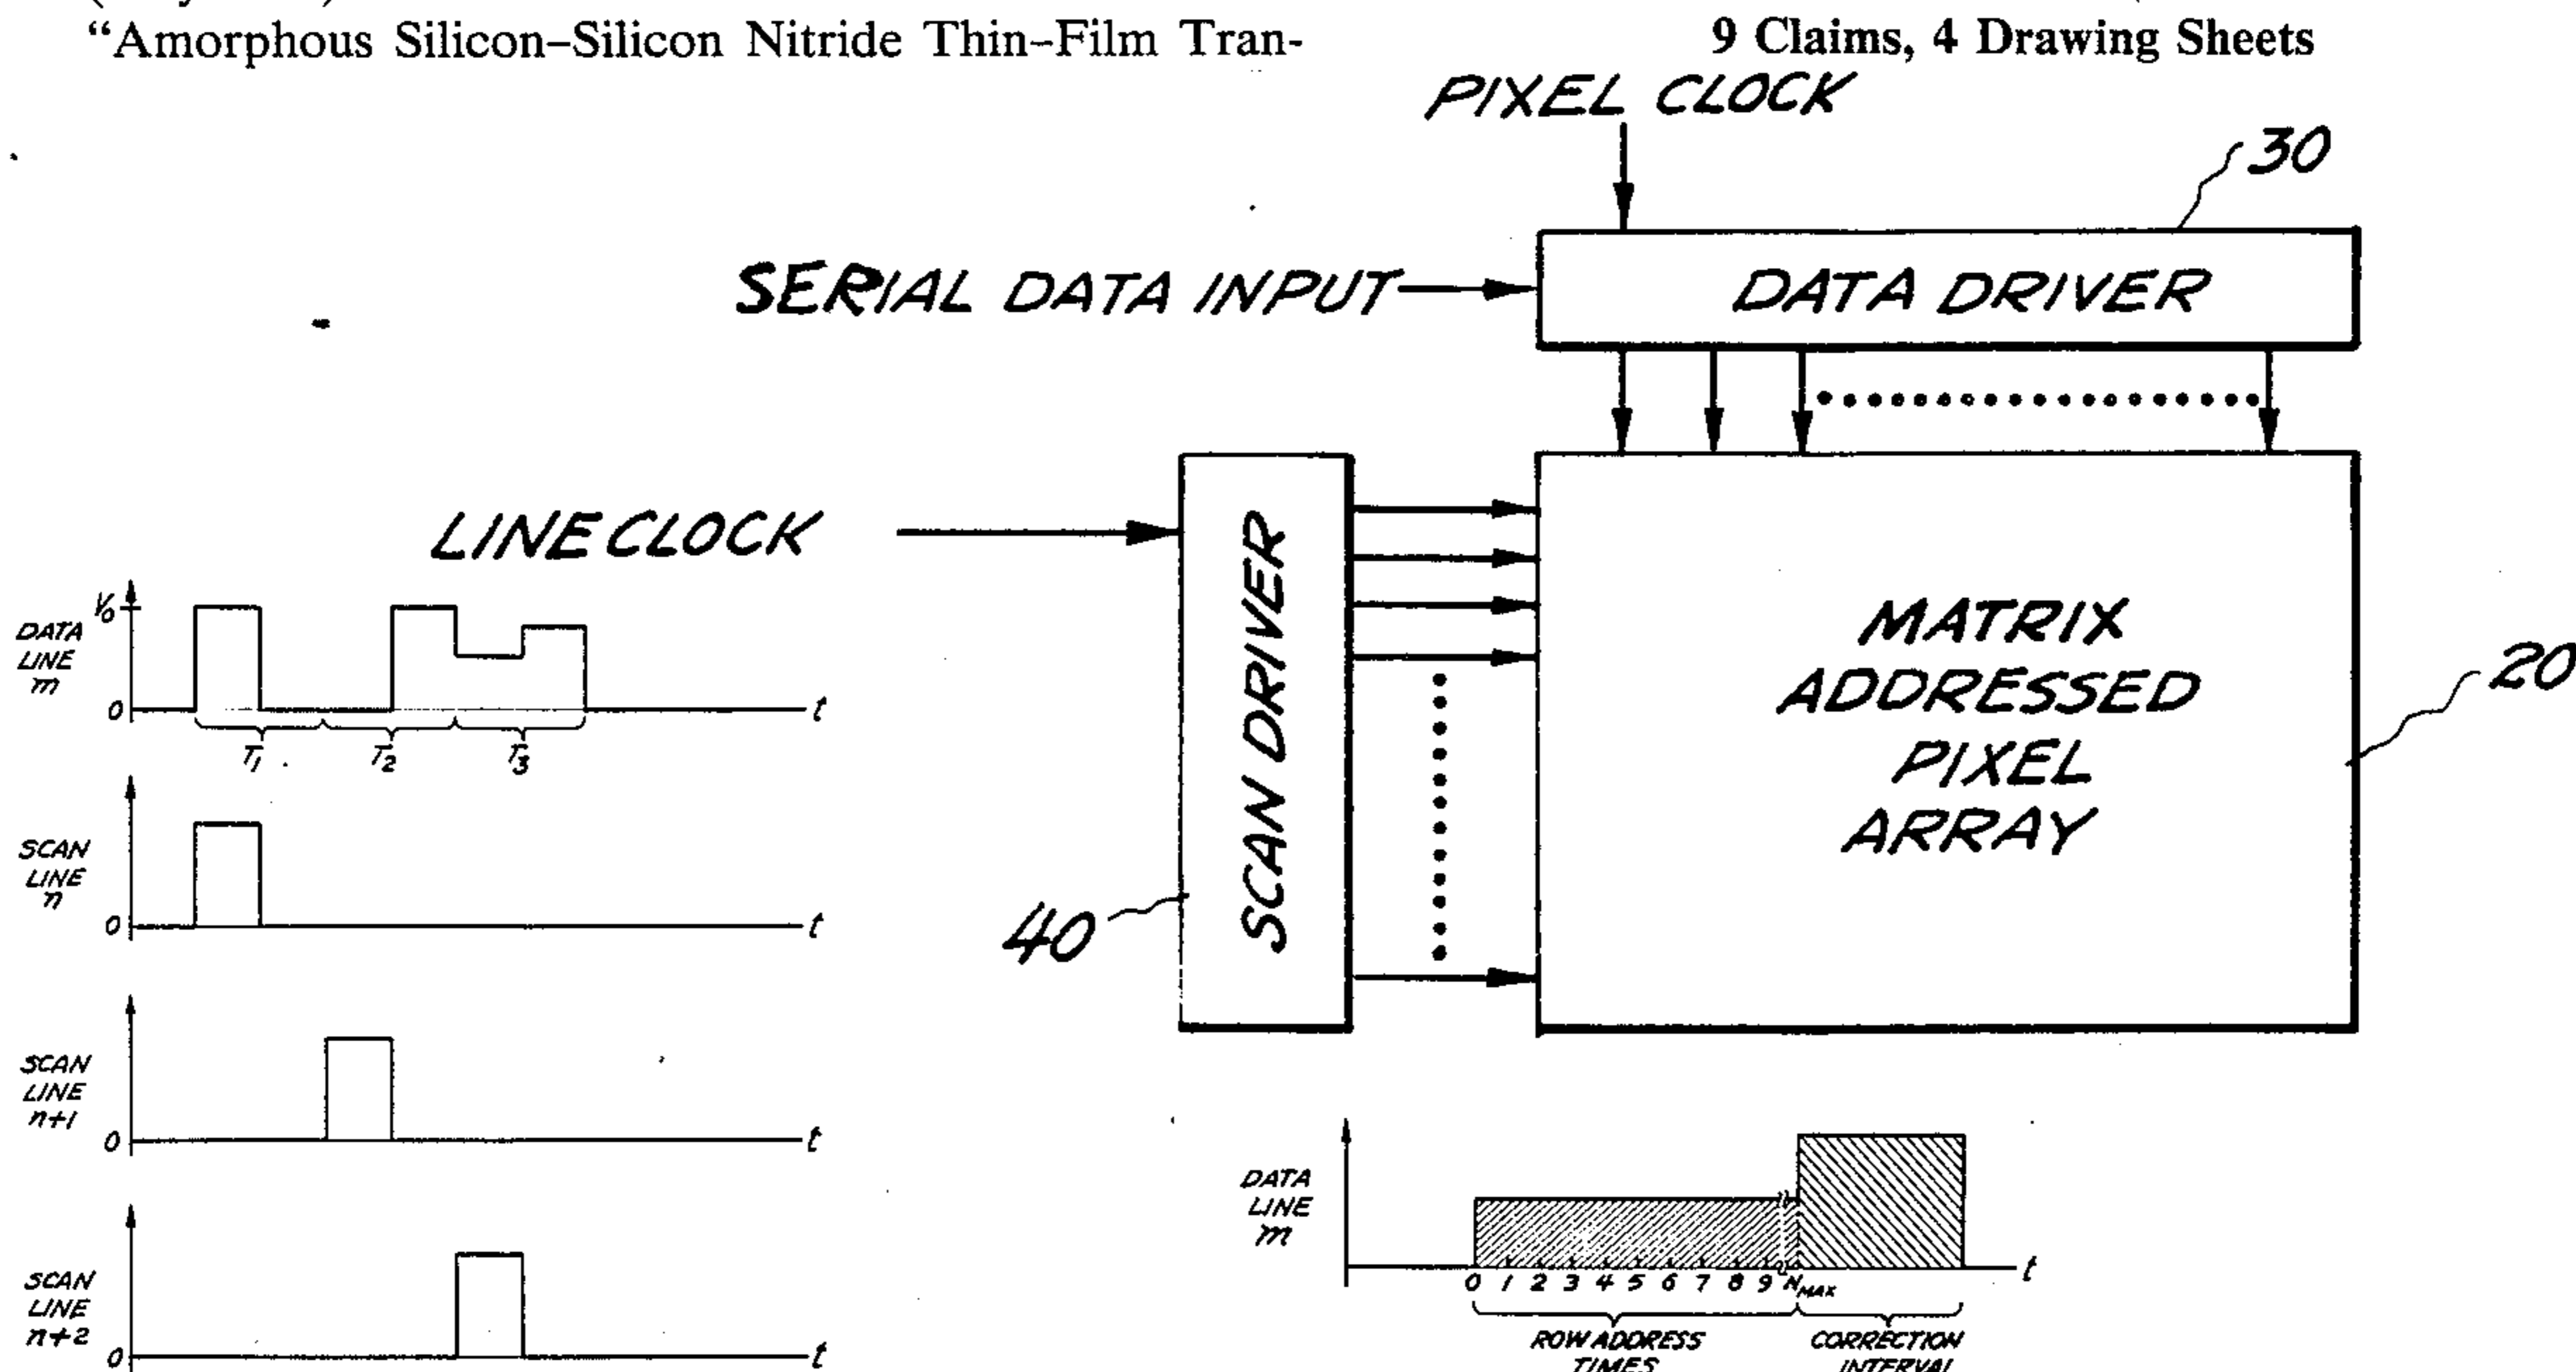 “Amorphous Silicon–Silicon Nitride Thin–Film Tran-
9 Claims, 4 Drawing Sheets
PIXEL CLOCK
30
SERIAL DATA INPUT
DATA DRIVER
LINE CLOCK
SCAN DRIVER
40
MATRIX
ADDRESSED
PIXEL
ARRAY
20
V₀
DATA
LINE
m
0
t
T₁
T₂
T₃
SCAN
LINE
n
0
t
SCAN
LINE
n+1
0
t
SCAN
LINE
n+2
0
t
DATA
LINE
m
t
0 1 2 3 4 5 6 7 8 9 N MAX
ROW ADDRESS
TIMES
CORRECTION
INTERVAL